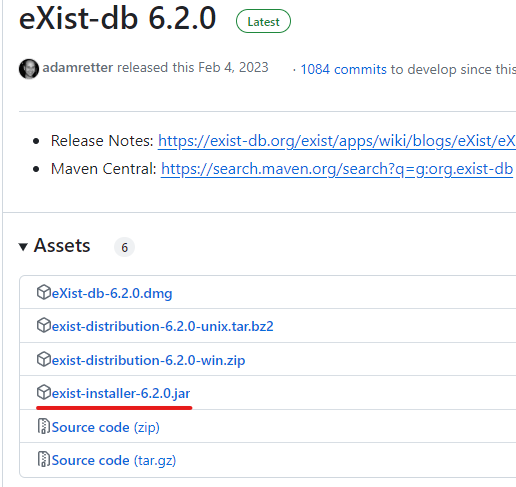 eXist-db 6.2.0 Latest
adamretter released this Feb 4, 2023 · 1084 commits to develop since this
• Release Notes: https://exist-db.org/exist/apps/wiki/blogs/eXist/eX
• Maven Central: https://search.maven.org/search?q=g:org.exist-db
Assets 6
eXist-db-6.2.0.dmg
exist-distribution-6.2.0-unix.tar.bz2
exist-distribution-6.2.0-win.zip
exist-installer-6.2.0.jar
Source code (zip)
Source code (tar.gz)